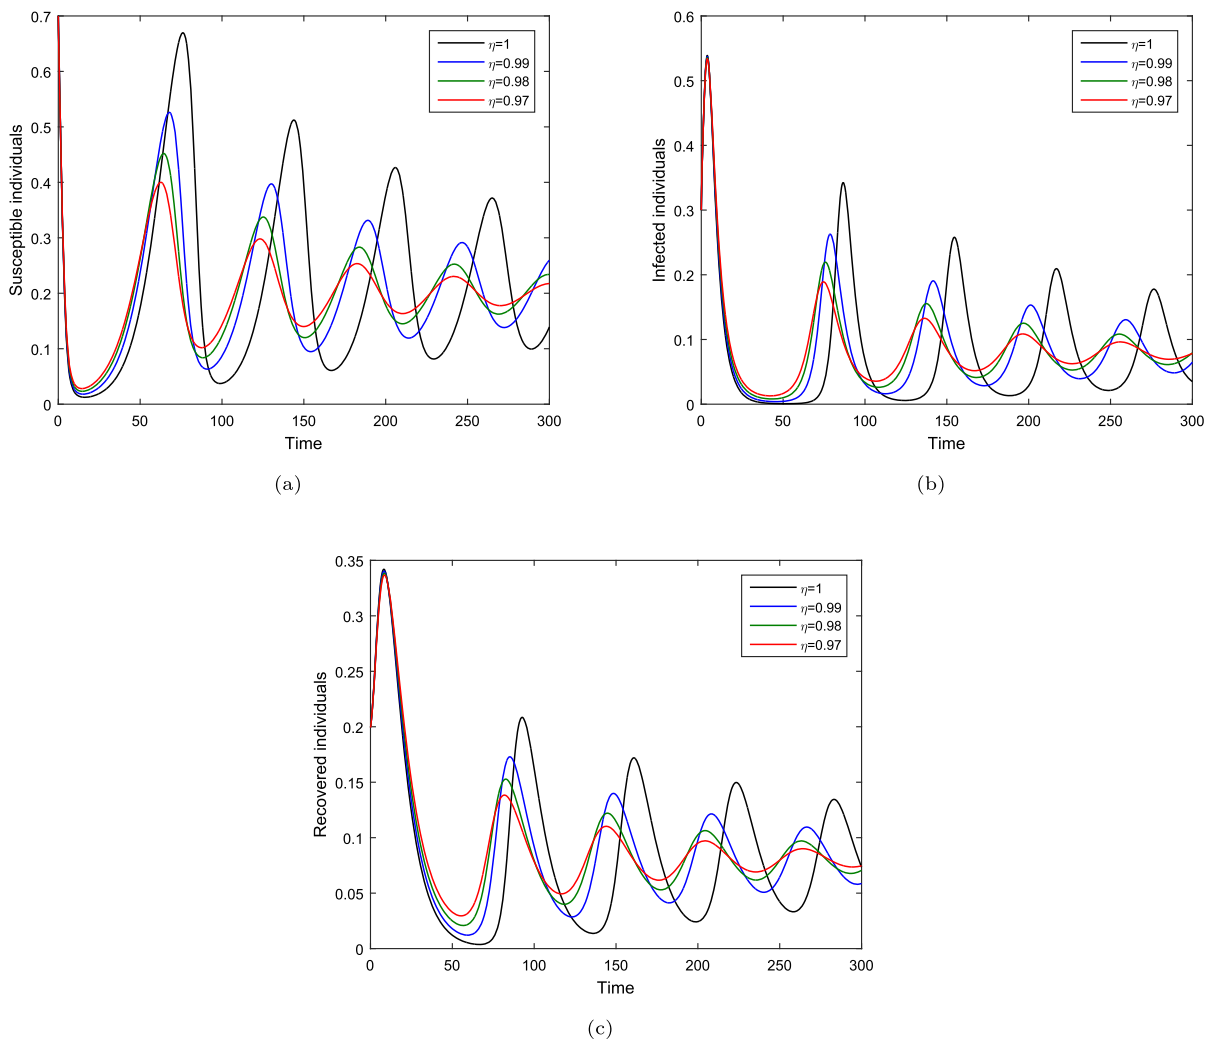 0.7
0.6
0.5
0.4
0.3
0.2
0.1
0
Susceptible individuals
0 50 100 150 200 250 300
Time
η=1
η=0.99
η=0.98
η=0.97
(a)
0.6
0.5
0.4
0.3
0.2
0.1
0
Infected individuals
0 50 100 150 200 250 300
Time
η=1
η=0.99
η=0.98
η=0.97
(b)
0.35
0.3
0.25
0.2
0.15
0.1
0.05
0
Recovered individuals
0 50 100 150 200 250 300
Time
η=1
η=0.99
η=0.98
η=0.97
(c)